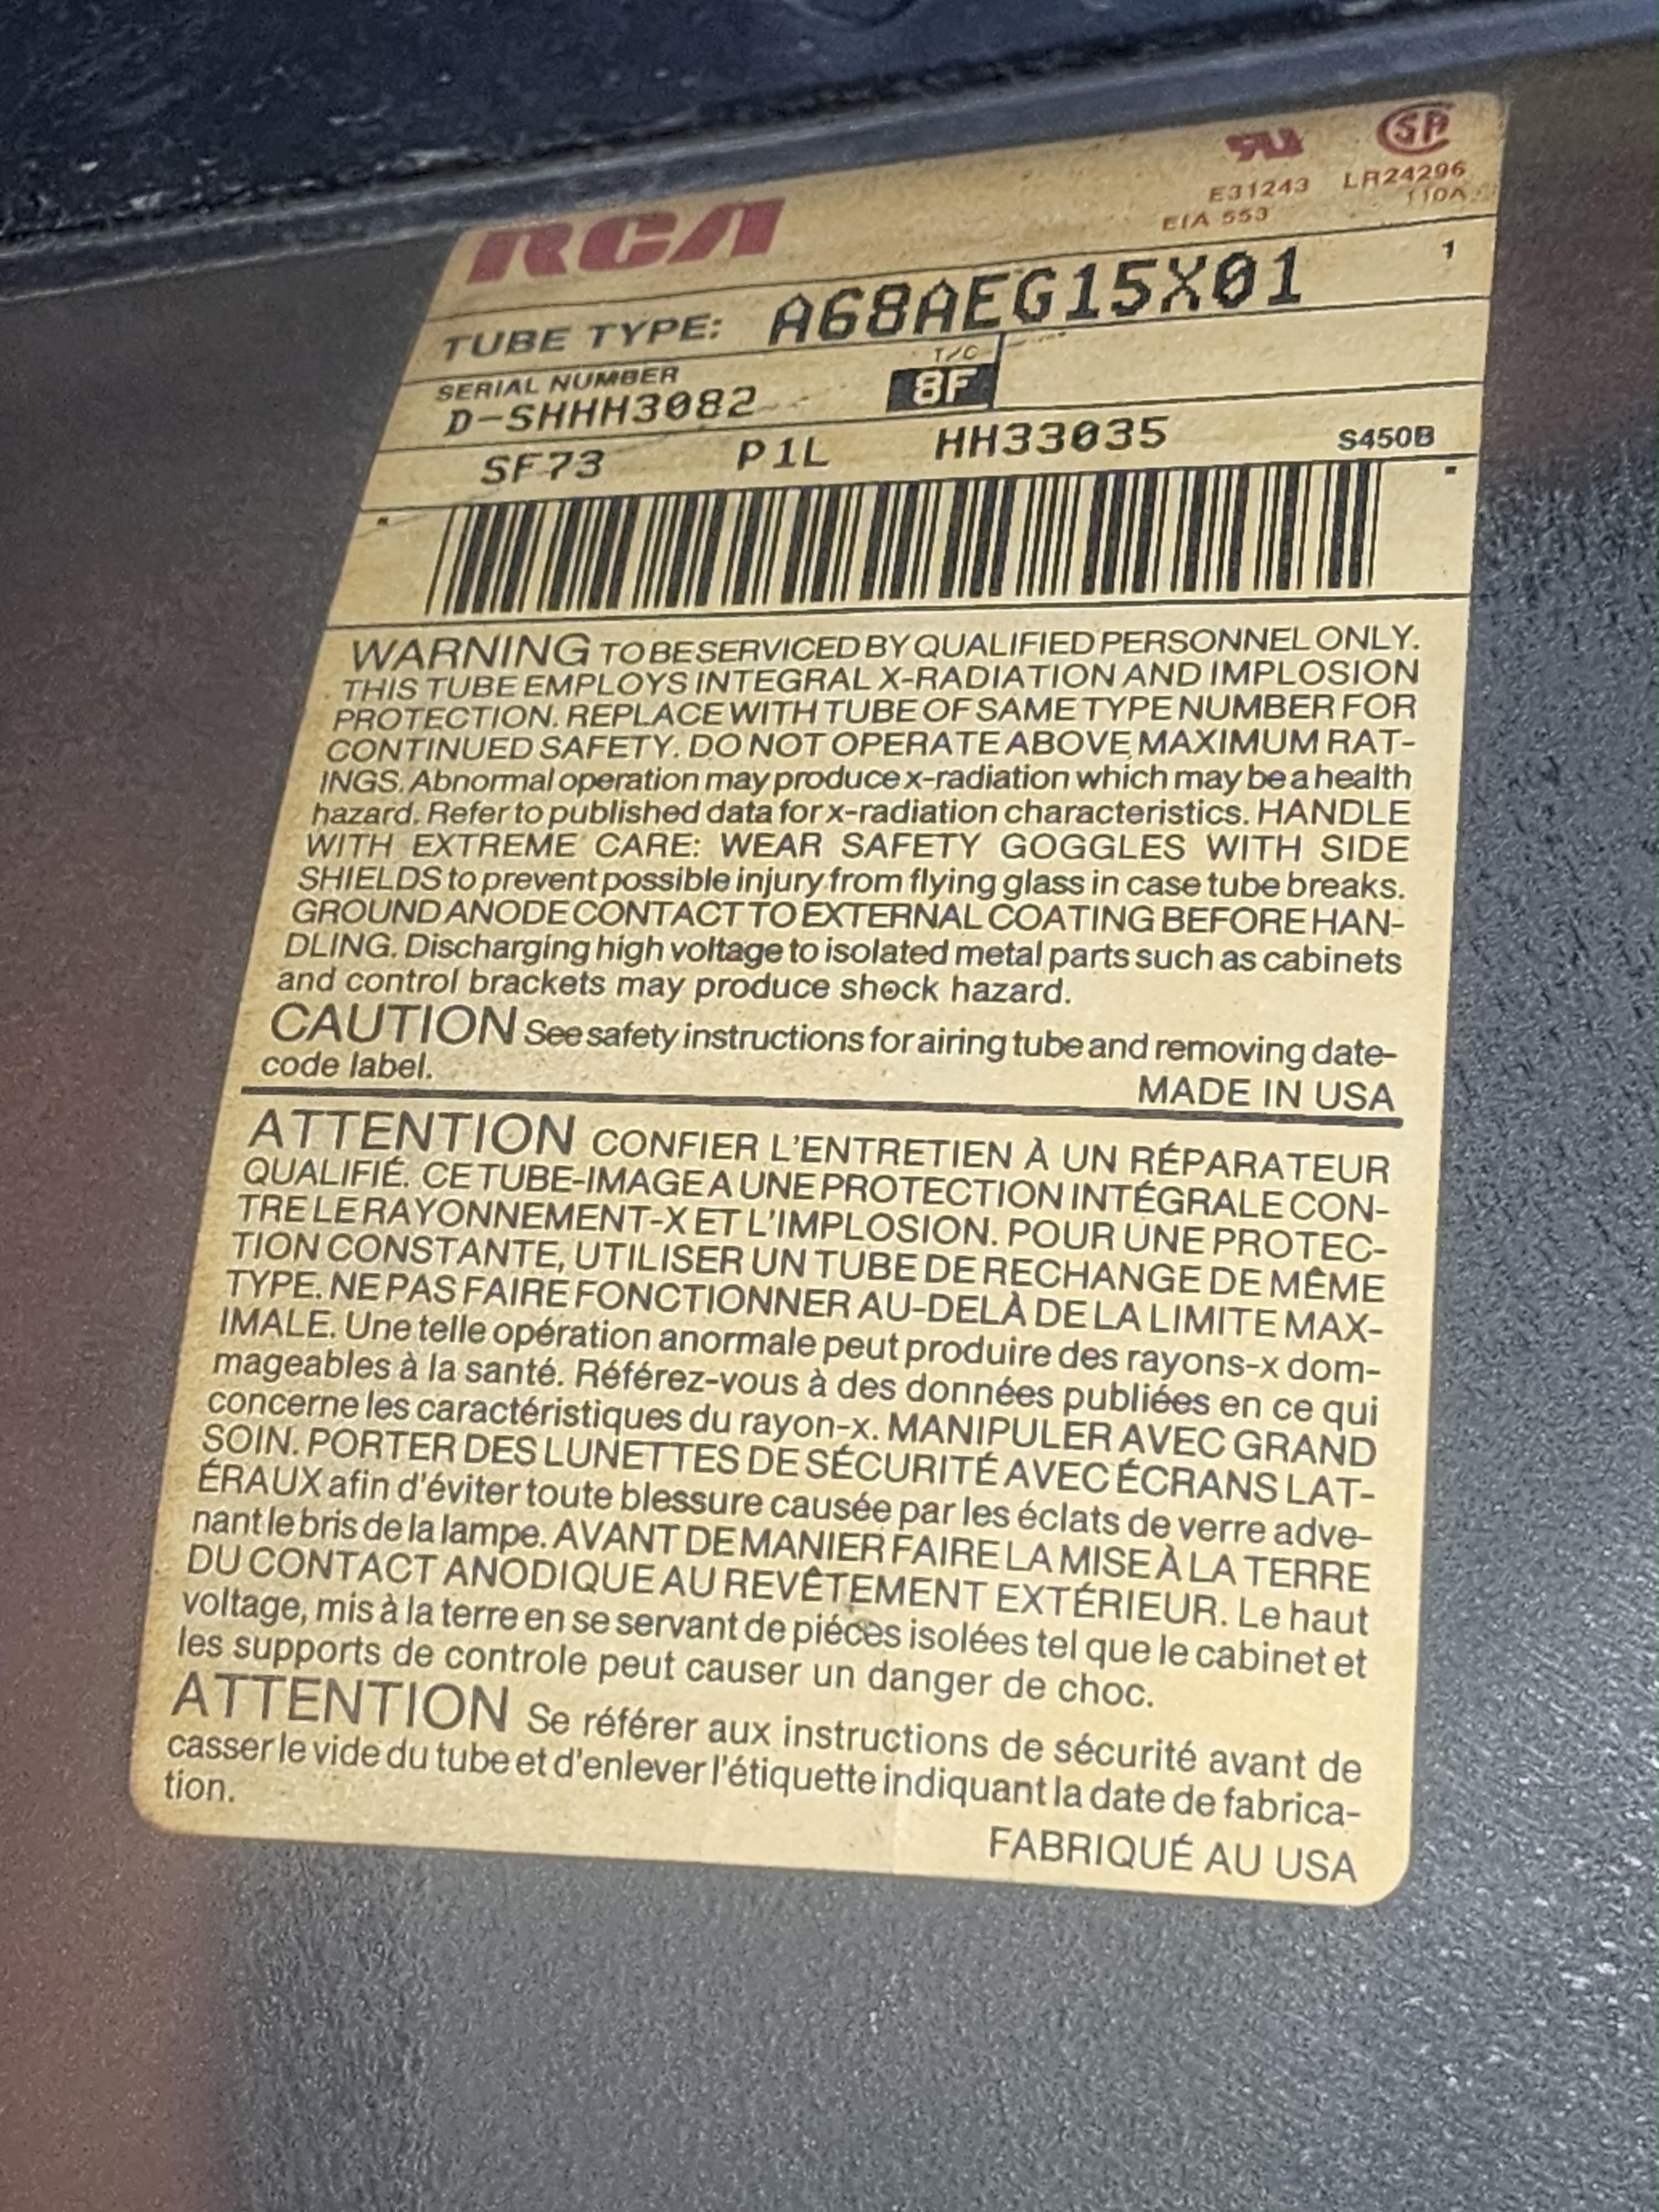 RCA
E31243 LR24296
EIA 553 110A
TUBE TYPE: A68AEG15X01 1
SERIAL NUMBER T/C
D-SHHH3082 8F
SF73 P1L HH33035 S450B
WARNING TO BE SERVICED BY QUALIFIED PERSONNEL ONLY.
THIS TUBE EMPLOYS INTEGRAL X-RADIATION AND IMPLOSION
PROTECTION. REPLACE WITH TUBE OF SAME TYPE NUMBER FOR
CONTINUED SAFETY. DO NOT OPERATE ABOVE MAXIMUM RAT-
INGS. Abnormal operation may produce x-radiation which may be a health
hazard. Refer to published data for x-radiation characteristics. HANDLE
WITH EXTREME CARE: WEAR SAFETY GOGGLES WITH SIDE
SHIELDS to prevent possible injury from flying glass in case tube breaks.
GROUND ANODE CONTACT TO EXTERNAL COATING BEFORE HAN-
DLING. Discharging high voltage to isolated metal parts such as cabinets
and control brackets may produce shock hazard.
CAUTION See safety instructions for airing tube and removing date-
code label.
MADE IN USA
ATTENTION CONFIER L'ENTRETIEN À UN RÉPARATEUR
QUALIFIÉ. CE TUBE-IMAGE A UNE PROTECTION INTÉGRALE CON-
TRE LE RAYONNEMENT-X ET L'IMPLOSION. POUR UNE PROTEC-
TION CONSTANTE, UTILISER UN TUBE DE RECHANGE DE MÊME
TYPE. NE PAS FAIRE FONCTIONNER AU-DELÀ DE LA LIMITE MAX-
IMALE. Une telle opération anormale peut produire des rayons-x dom-
mageables à la santé. Référez-vous à des données publiées en ce qui
concerne les caractéristiques du rayon-x. MANIPULER AVEC GRAND
SOIN. PORTER DES LUNETTES DE SÉCURITÉ AVEC ÉCRANS LAT-
ÉRAUX afin d'éviter toute blessure causée par les éclats de verre adve-
nant le bris de la lampe. AVANT DE MANIER FAIRE LA MISE À LA TERRE
DU CONTACT ANODIQUE AU REVÊTEMENT EXTÉRIEUR. Le haut
voltage, mis à la terre en se servant de piéces isolées tel que le cabinet et
les supports de controle peut causer un danger de choc.
ATTENTION Se référer aux instructions de sécurité avant de
casser le vide du tube et d'enlever l'étiquette indiquant la date de fabrica-
tion.
FABRIQUÉ AU USA